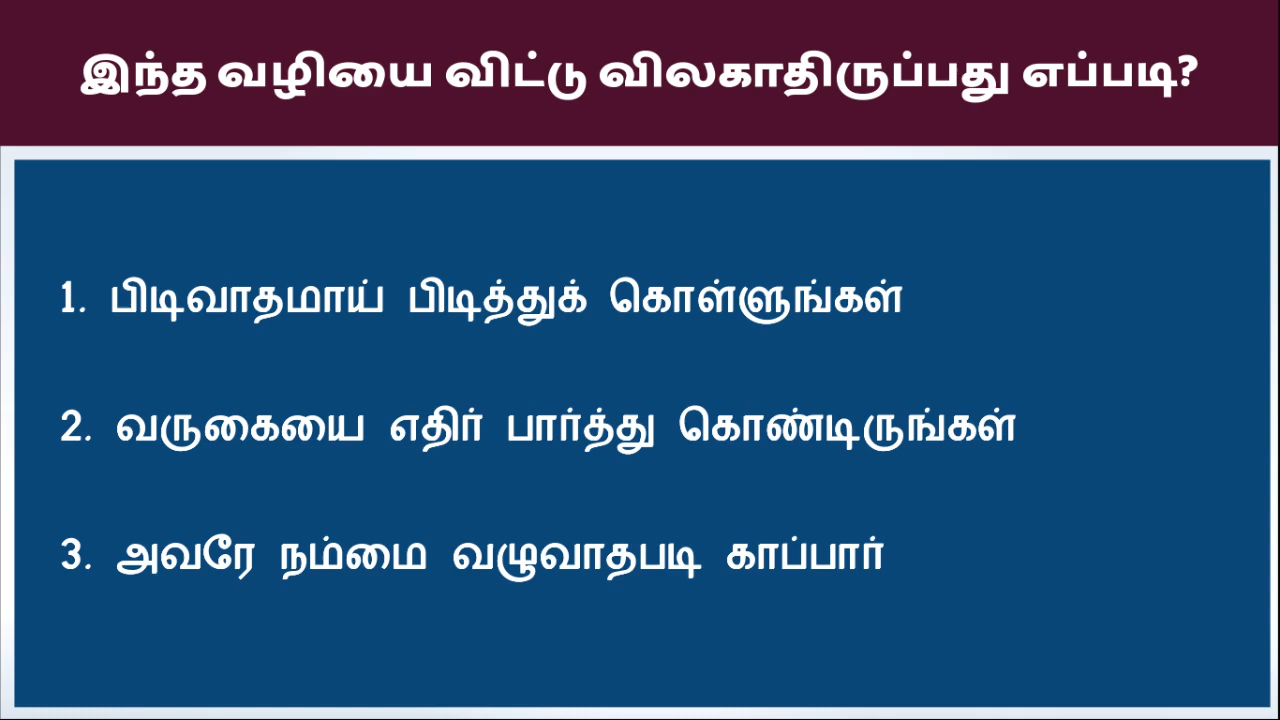 இந்த வழியை விட்டு விலகாதிருப்பது எப்படி?
1. பிடிவாதமாய் பிடித்துக் கொள்ளுங்கள்
2. வருகையை எதிர் பார்த்து கொண்டிருங்கள்
3. அவரே நம்மை வழுவாதபடி காப்பார்